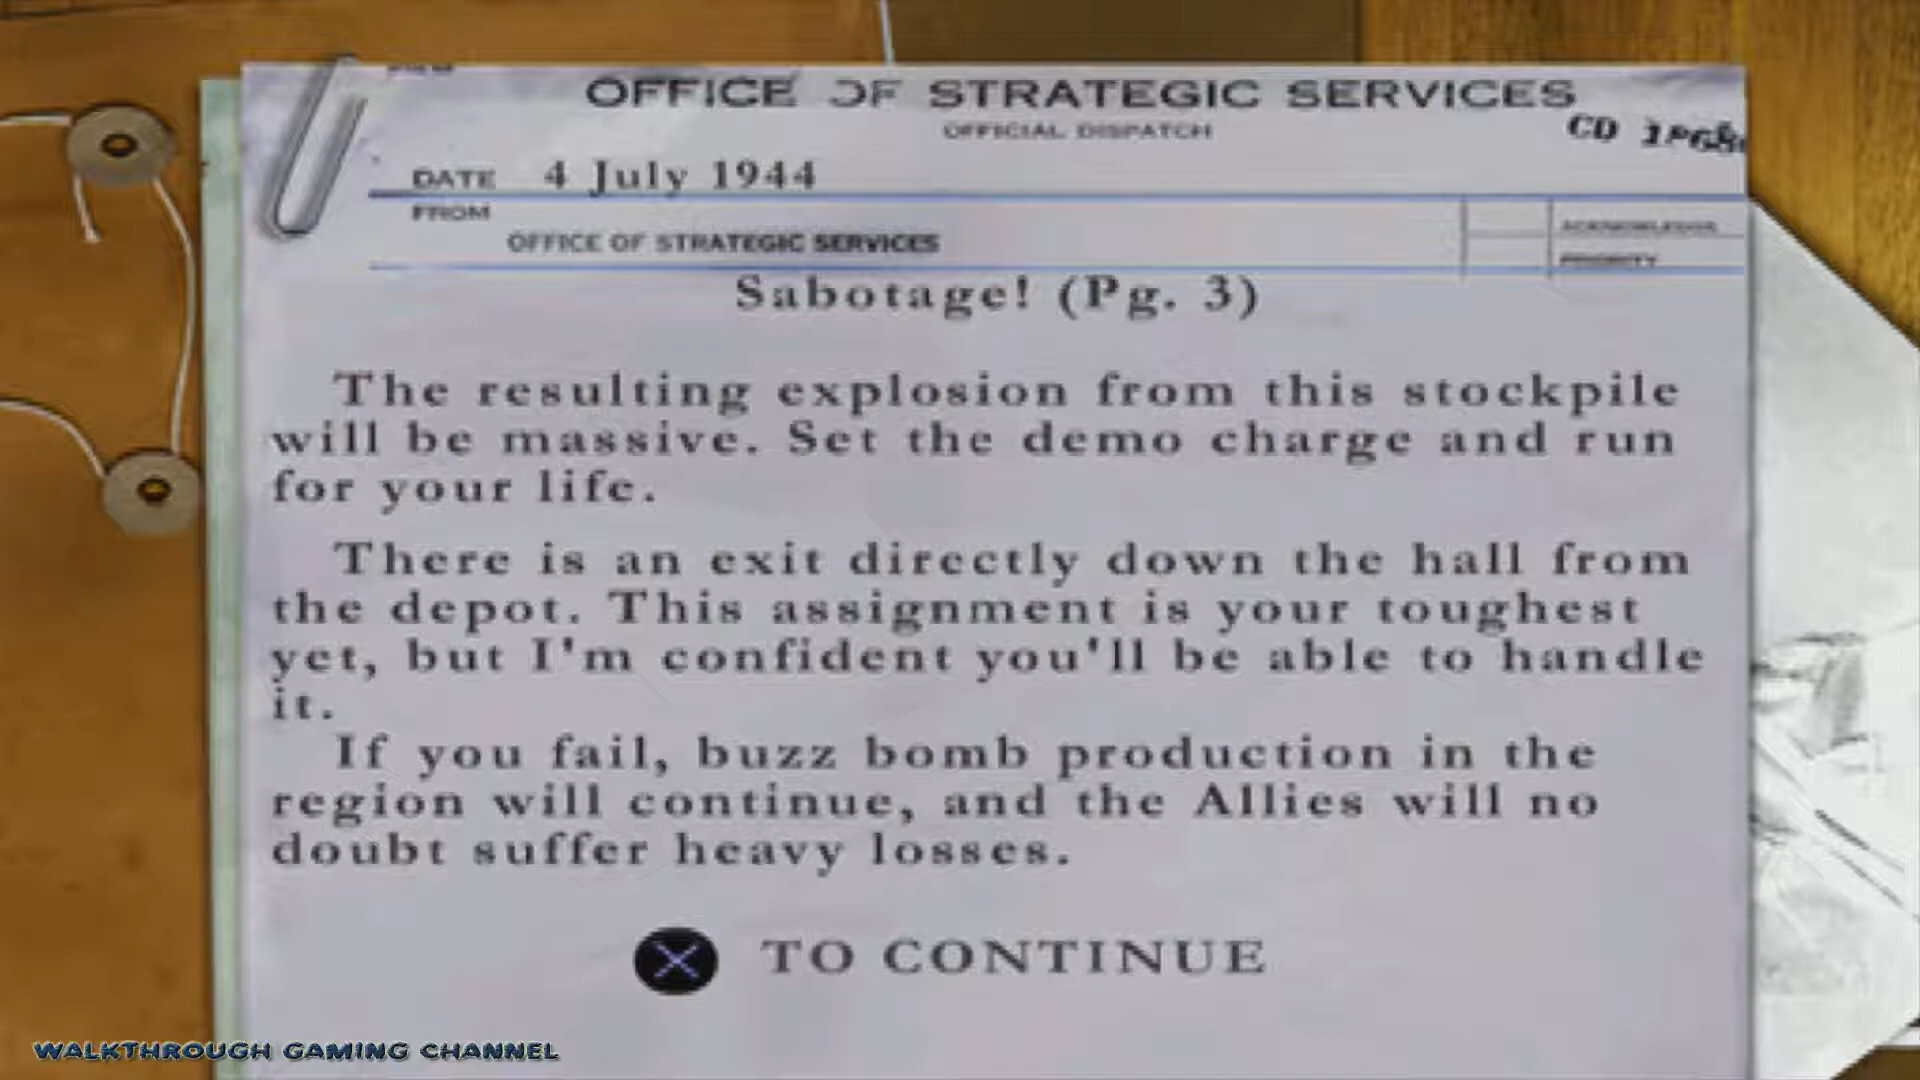 OFFICE OF STRATEGIC SERVICES
OFFICIAL DISPATCH
DATE 4 July 1944
FROM
OFFICE OF STRATEGIC SERVICES
PRIORITY
Sabotage! (Pg. 3)
The resulting explosion from this stockpile
will be massive. Set the demo charge and run
for your life.
There is an exit directly down the hall from
the depot. This assignment is your toughest
yet, but I'm confident you'll be able to handle
it.
If you fail, buzz bomb production in the
region will continue, and the Allies will no
doubt suffer heavy losses.
TO CONTINUE
WALKTHROUGH GAMING CHANNEL